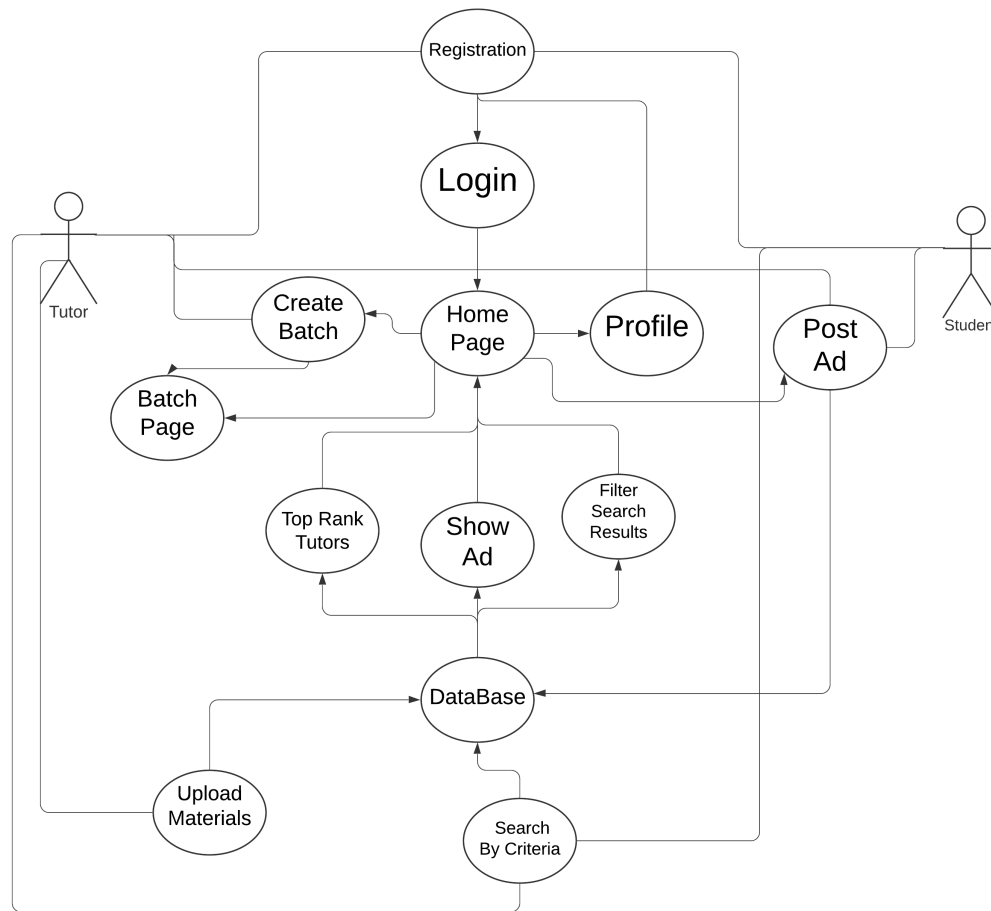 Registration
Login
Tutor
Create
Batch
Home
Page
Profile
Post
Ad
Studen
Batch
Page
Top Rank
Tutors
Show
Ad
Filter
Search
Results
DataBase
Upload
Materials
Search
By Criteria